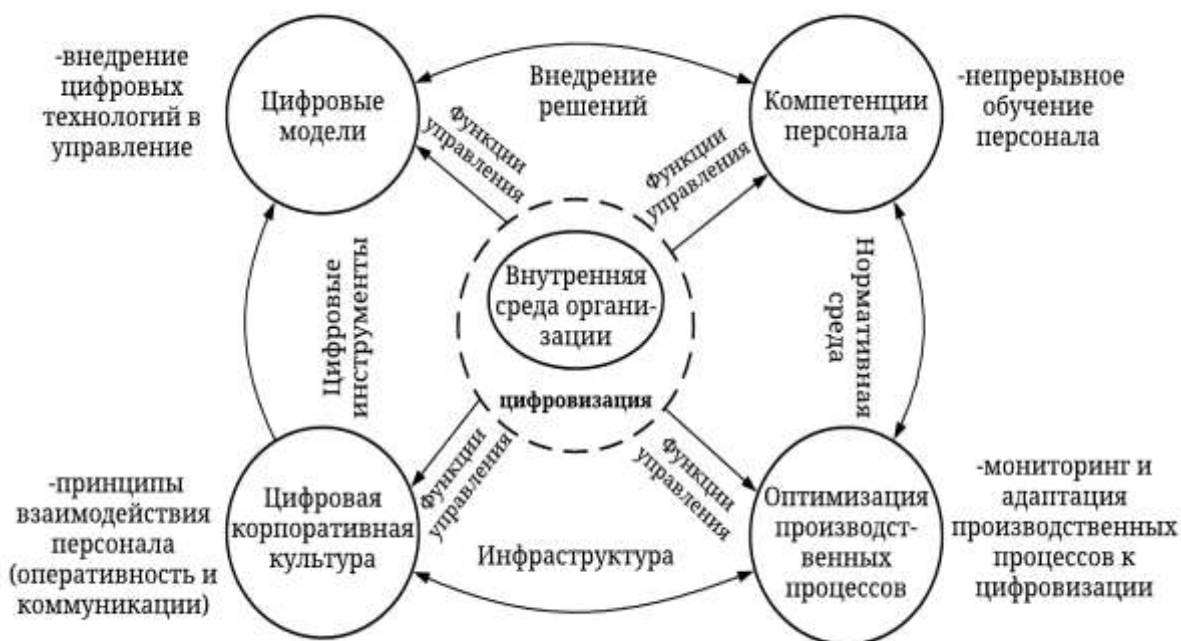 -внедрение
цифровых
технологий в
управление
Цифровые
модели
Внедрение
решений
Компетенции
персонала
-непрерывное
обучение
персонала
Функции
управления
Функции
управления
Цифровые
инструменты
Внутренняя
среда органи-
зации
цифровизация
Нормативная
среда
-принципы
взаимодействия
персонала
(оперативность и
коммуникации)
Цифровая
корпоративная
культура
Функции
управления
Инфраструктура
Функции
управления
Оптимизация
производст-
венных
процессов
-мониторинг и
адаптация
производственных
процессов к
цифровизации